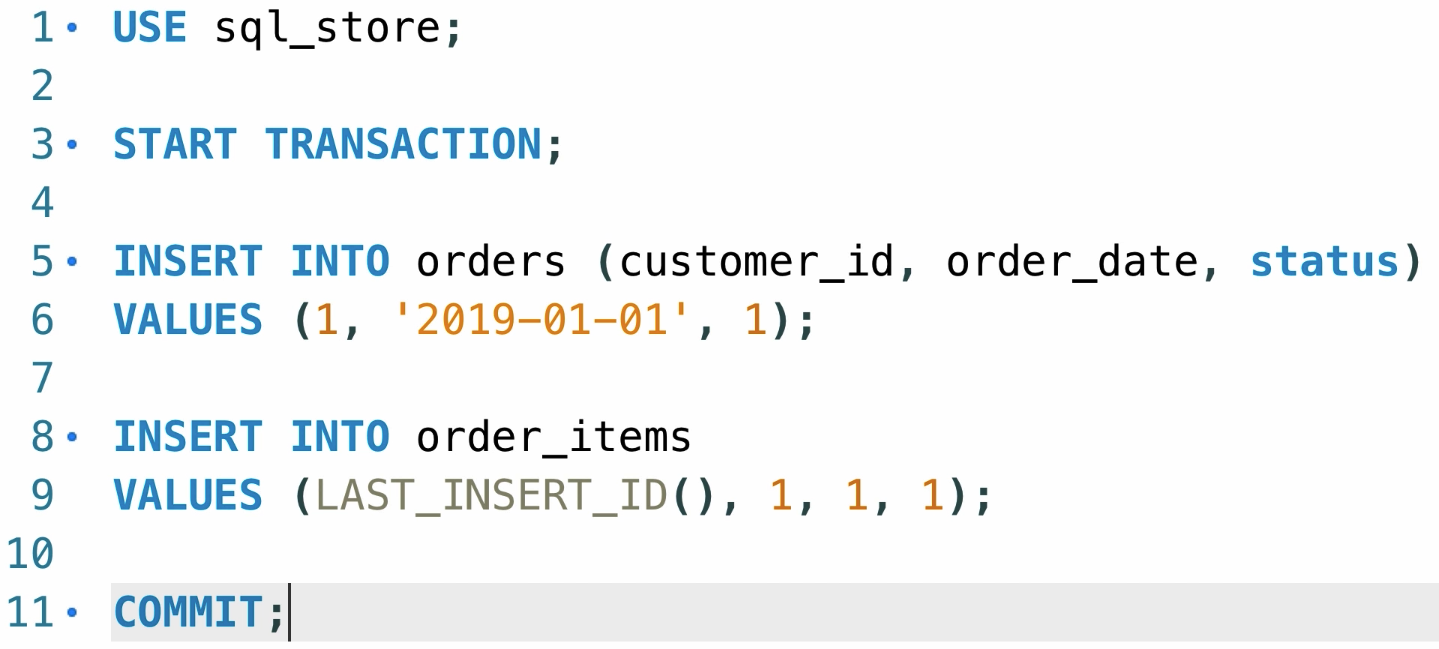 1 USE sql_store;
2
3 START TRANSACTION;
4
5 INSERT INTO orders (customer_id, order_date, status)
6 VALUES (1, '2019-01-01', 1);
7
8 INSERT INTO order_items
9 VALUES (LAST_INSERT_ID(), 1, 1, 1);
10
11 COMMIT;